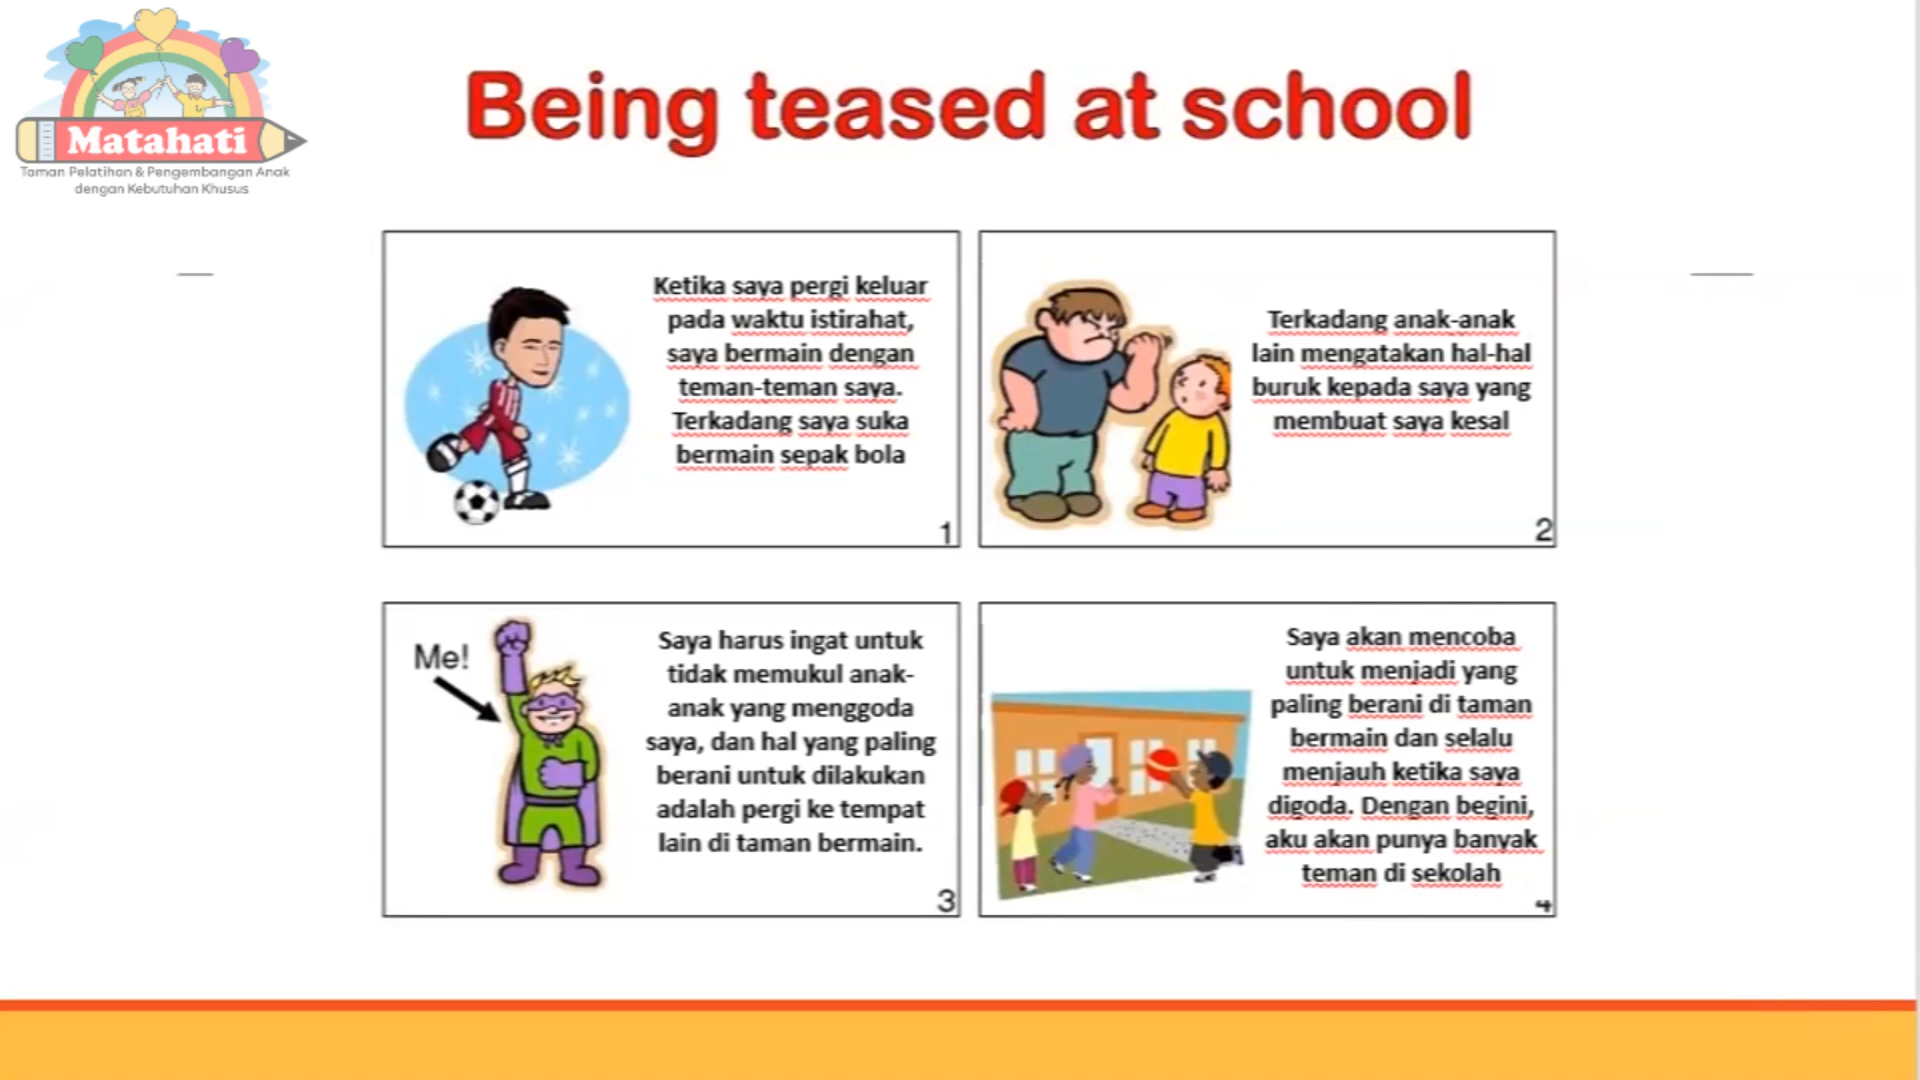 Matahati
Taman Pelatihan & Pengembangan Anak
dengan Kebutuhan Khusus
Being teased at school
Ketika saya pergi keluar
pada waktu istirahat,
saya bermain dengan
teman-teman saya.
Terkadang saya suka
bermain sepak bola
1
Terkadang anak-anak
lain mengatakan hal-hal
buruk kepada saya yang
membuat saya kesal
2
Me!
Saya harus ingat untuk
tidak memukul anak-
anak yang menggoda
saya, dan hal yang paling
berani untuk dilakukan
adalah pergi ke tempat
lain di taman bermain.
3
Saya akan mencoba
untuk menjadi yang
paling berani di taman
bermain dan selalu
menjauh ketika saya
digoda. Dengan begini,
aku akan punya banyak
teman di sekolah
4